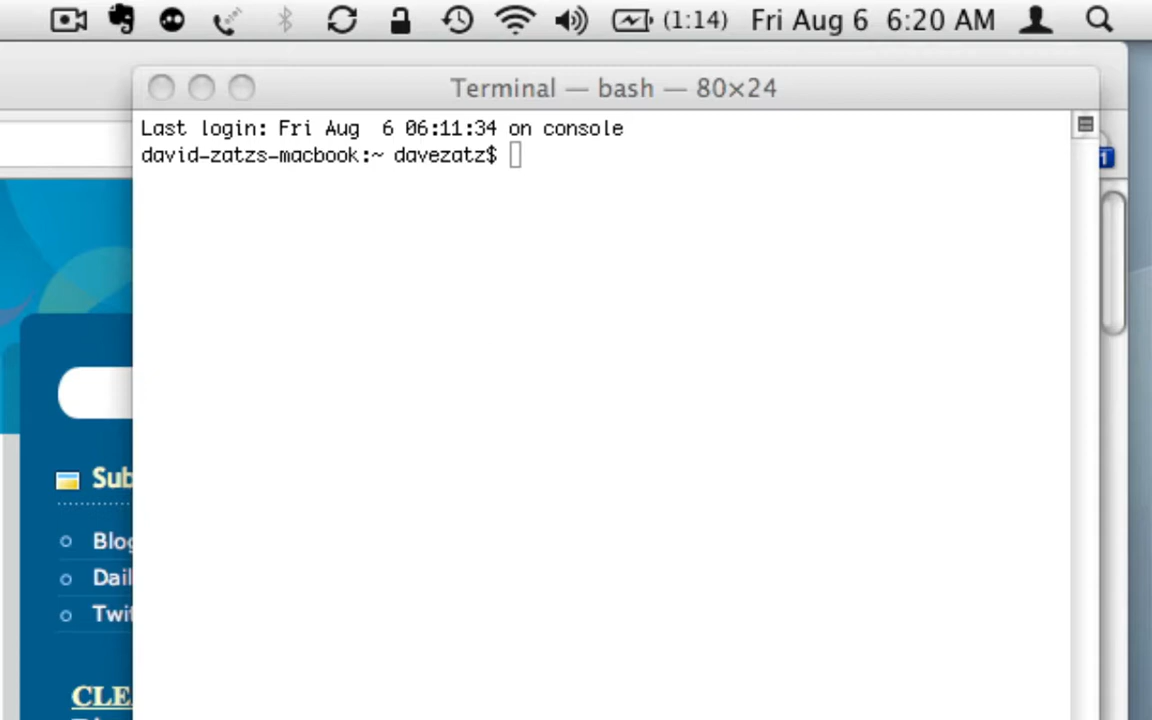 (1:14) Fri Aug 6 6:20 AM
Terminal — bash — 80×24
Last login: Fri Aug  6 06:11:34 on console
david-zatzs-macbook:~ davezatz$
1
Sub
Blog
Dail
Twit
CLE